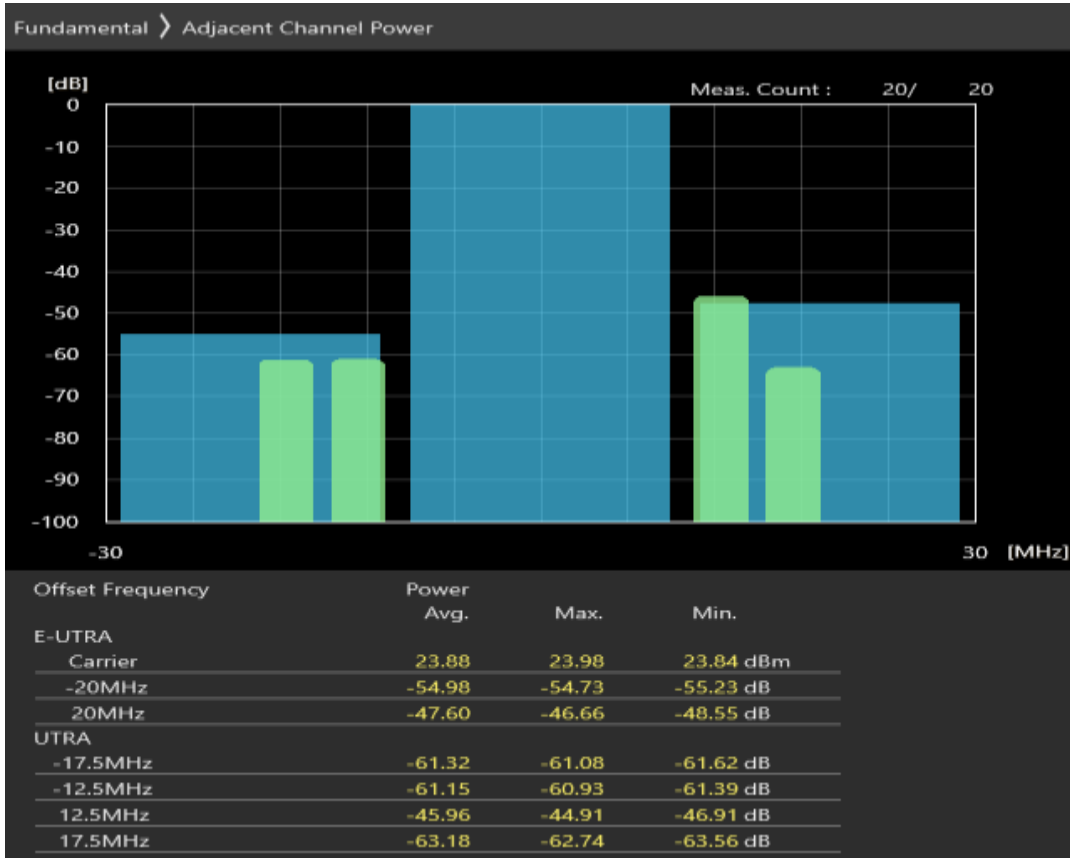 Fundamental 〉 Adjacent Channel Power
[dB]
Meas. Count : 20/ 20
0
-10
-20
-30
-40
-50
-60
-70
-80
-90
-100
-30 30 [MHz]
Offset Frequency Power
Avg. Max. Min.
E-UTRA
Carrier 23.88 23.98 23.84 dBm
-20MHz -54.98 -54.73 -55.23 dB
20MHz -47.60 -46.66 -48.55 dB
UTRA
-17.5MHz -61.32 -61.08 -61.62 dB
-12.5MHz -61.15 -60.93 -61.39 dB
12.5MHz -45.96 -44.91 -46.91 dB
17.5MHz -63.18 -62.74 -63.56 dB